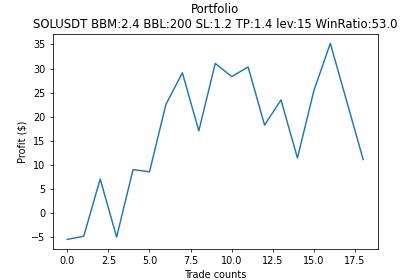 Portfolio
SOLUSDT BBM:2.4 BBL:200 SL:1.2 TP:1.4 lev:15 WinRatio:53.0
35
30
25
20
15
10
5
0
−5
Profit ($)
0.0 2.5 5.0 7.5 10.0 12.5 15.0 17.5
Trade counts